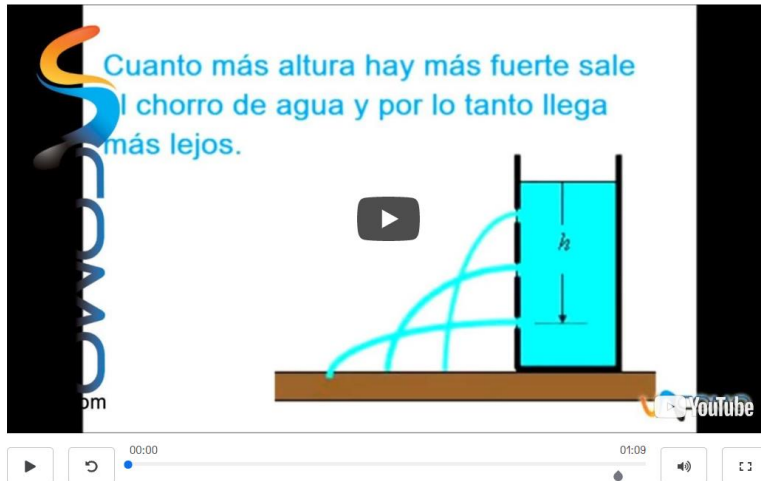 Cuanto más altura hay más fuerte sale
l chorro de agua y por lo tanto llega
más lejos.
h
om
YouTube
00:00
01:09